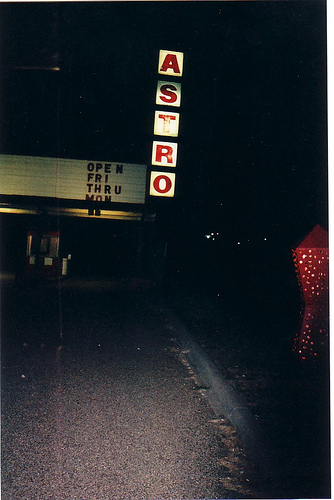 ASTRO
OPEN
FRI
THRU
MON